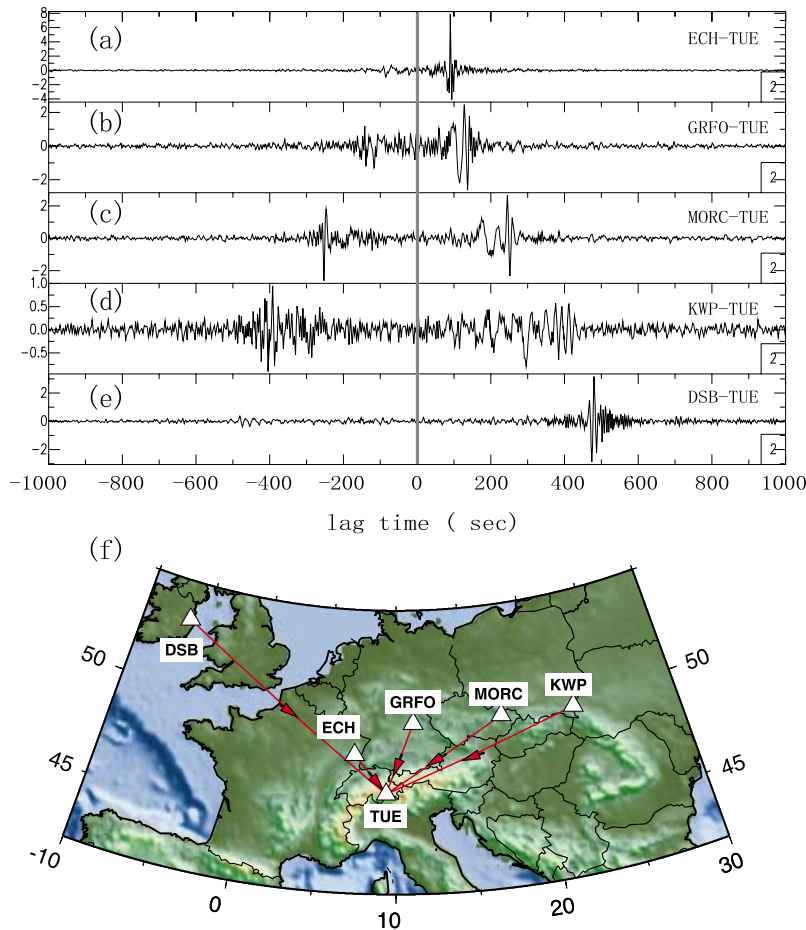 8
6
4
2
0
-2
-4
(a)
ECH-TUE
2
2
0
-2
(b)
GRFO-TUE
2
2
0
-2
(c)
MORC-TUE
2
1.0
0.5
0.0
-0.5
(d)
KWP-TUE
2
2
0
-2
(e)
DSB-TUE
2
-1000 -800 -600 -400 -200 0 200 400 600 800 1000
lag time ( sec)
(f)
DSB
50
50
KWP
MORC
GRFO
ECH
45
45
TUE
-10
30
0
10
20